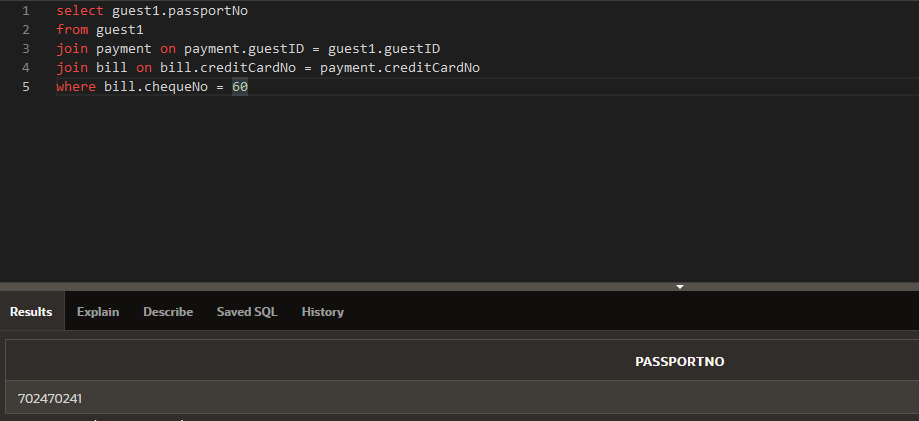 1 select guest1.passportNo
2 from guest1
3 join payment on payment.guestID = guest1.guestID
4 join bill on bill.creditCardNo = payment.creditCardNo
5 where bill.chequeNo = 60
Results Explain Describe Saved SQL History
PASSPORTNO
702470241